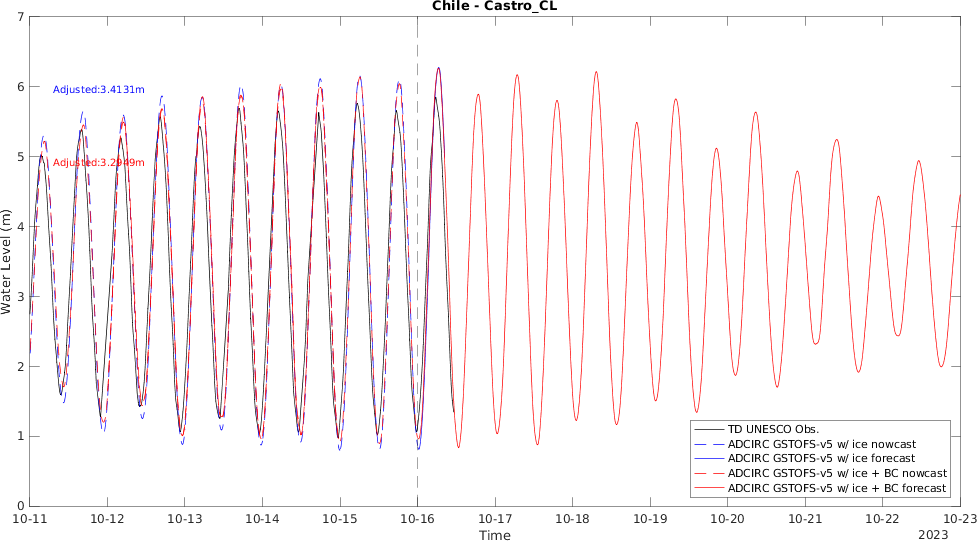 Chile - Castro_CL
7
6
5
4
3
2
1
0
Water Level (m)
Adjusted:3.4131m
Adjusted:3.2949m
TD UNESCO Obs.
ADCIRC GSTOFS-v5 w/ ice nowcast
ADCIRC GSTOFS-v5 w/ ice forecast
ADCIRC GSTOFS-v5 w/ ice + BC nowcast
ADCIRC GSTOFS-v5 w/ ice + BC forecast
10-11 10-12 10-13 10-14 10-15 10-16 10-17 10-18 10-19 10-20 10-21 10-22 10-23
Time
2023